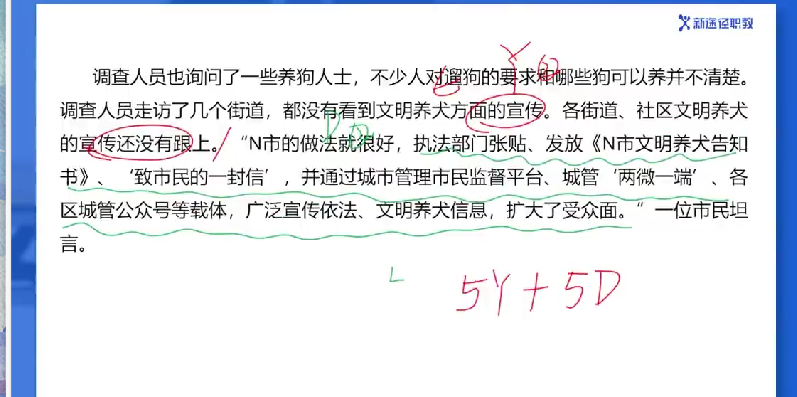 新途径职教
调查人员也询问了一些养狗人士，不少人对遛狗的要求和哪些狗可以养并不清楚。
调查人员走访了几个街道，都没有看到文明养犬方面的宣传。各街道、社区文明养犬
的宣传还没有跟上。“N市的做法就很好，执法部门张贴、发放《N市文明养犬告知
书》、‘致市民的一封信’，并通过城市管理市民监督平台、城管‘两微一端’、各
区城管公众号等载体，广泛宣传依法、文明养犬信息，扩大了受众面。”一位市民坦
言。
5Y+5D